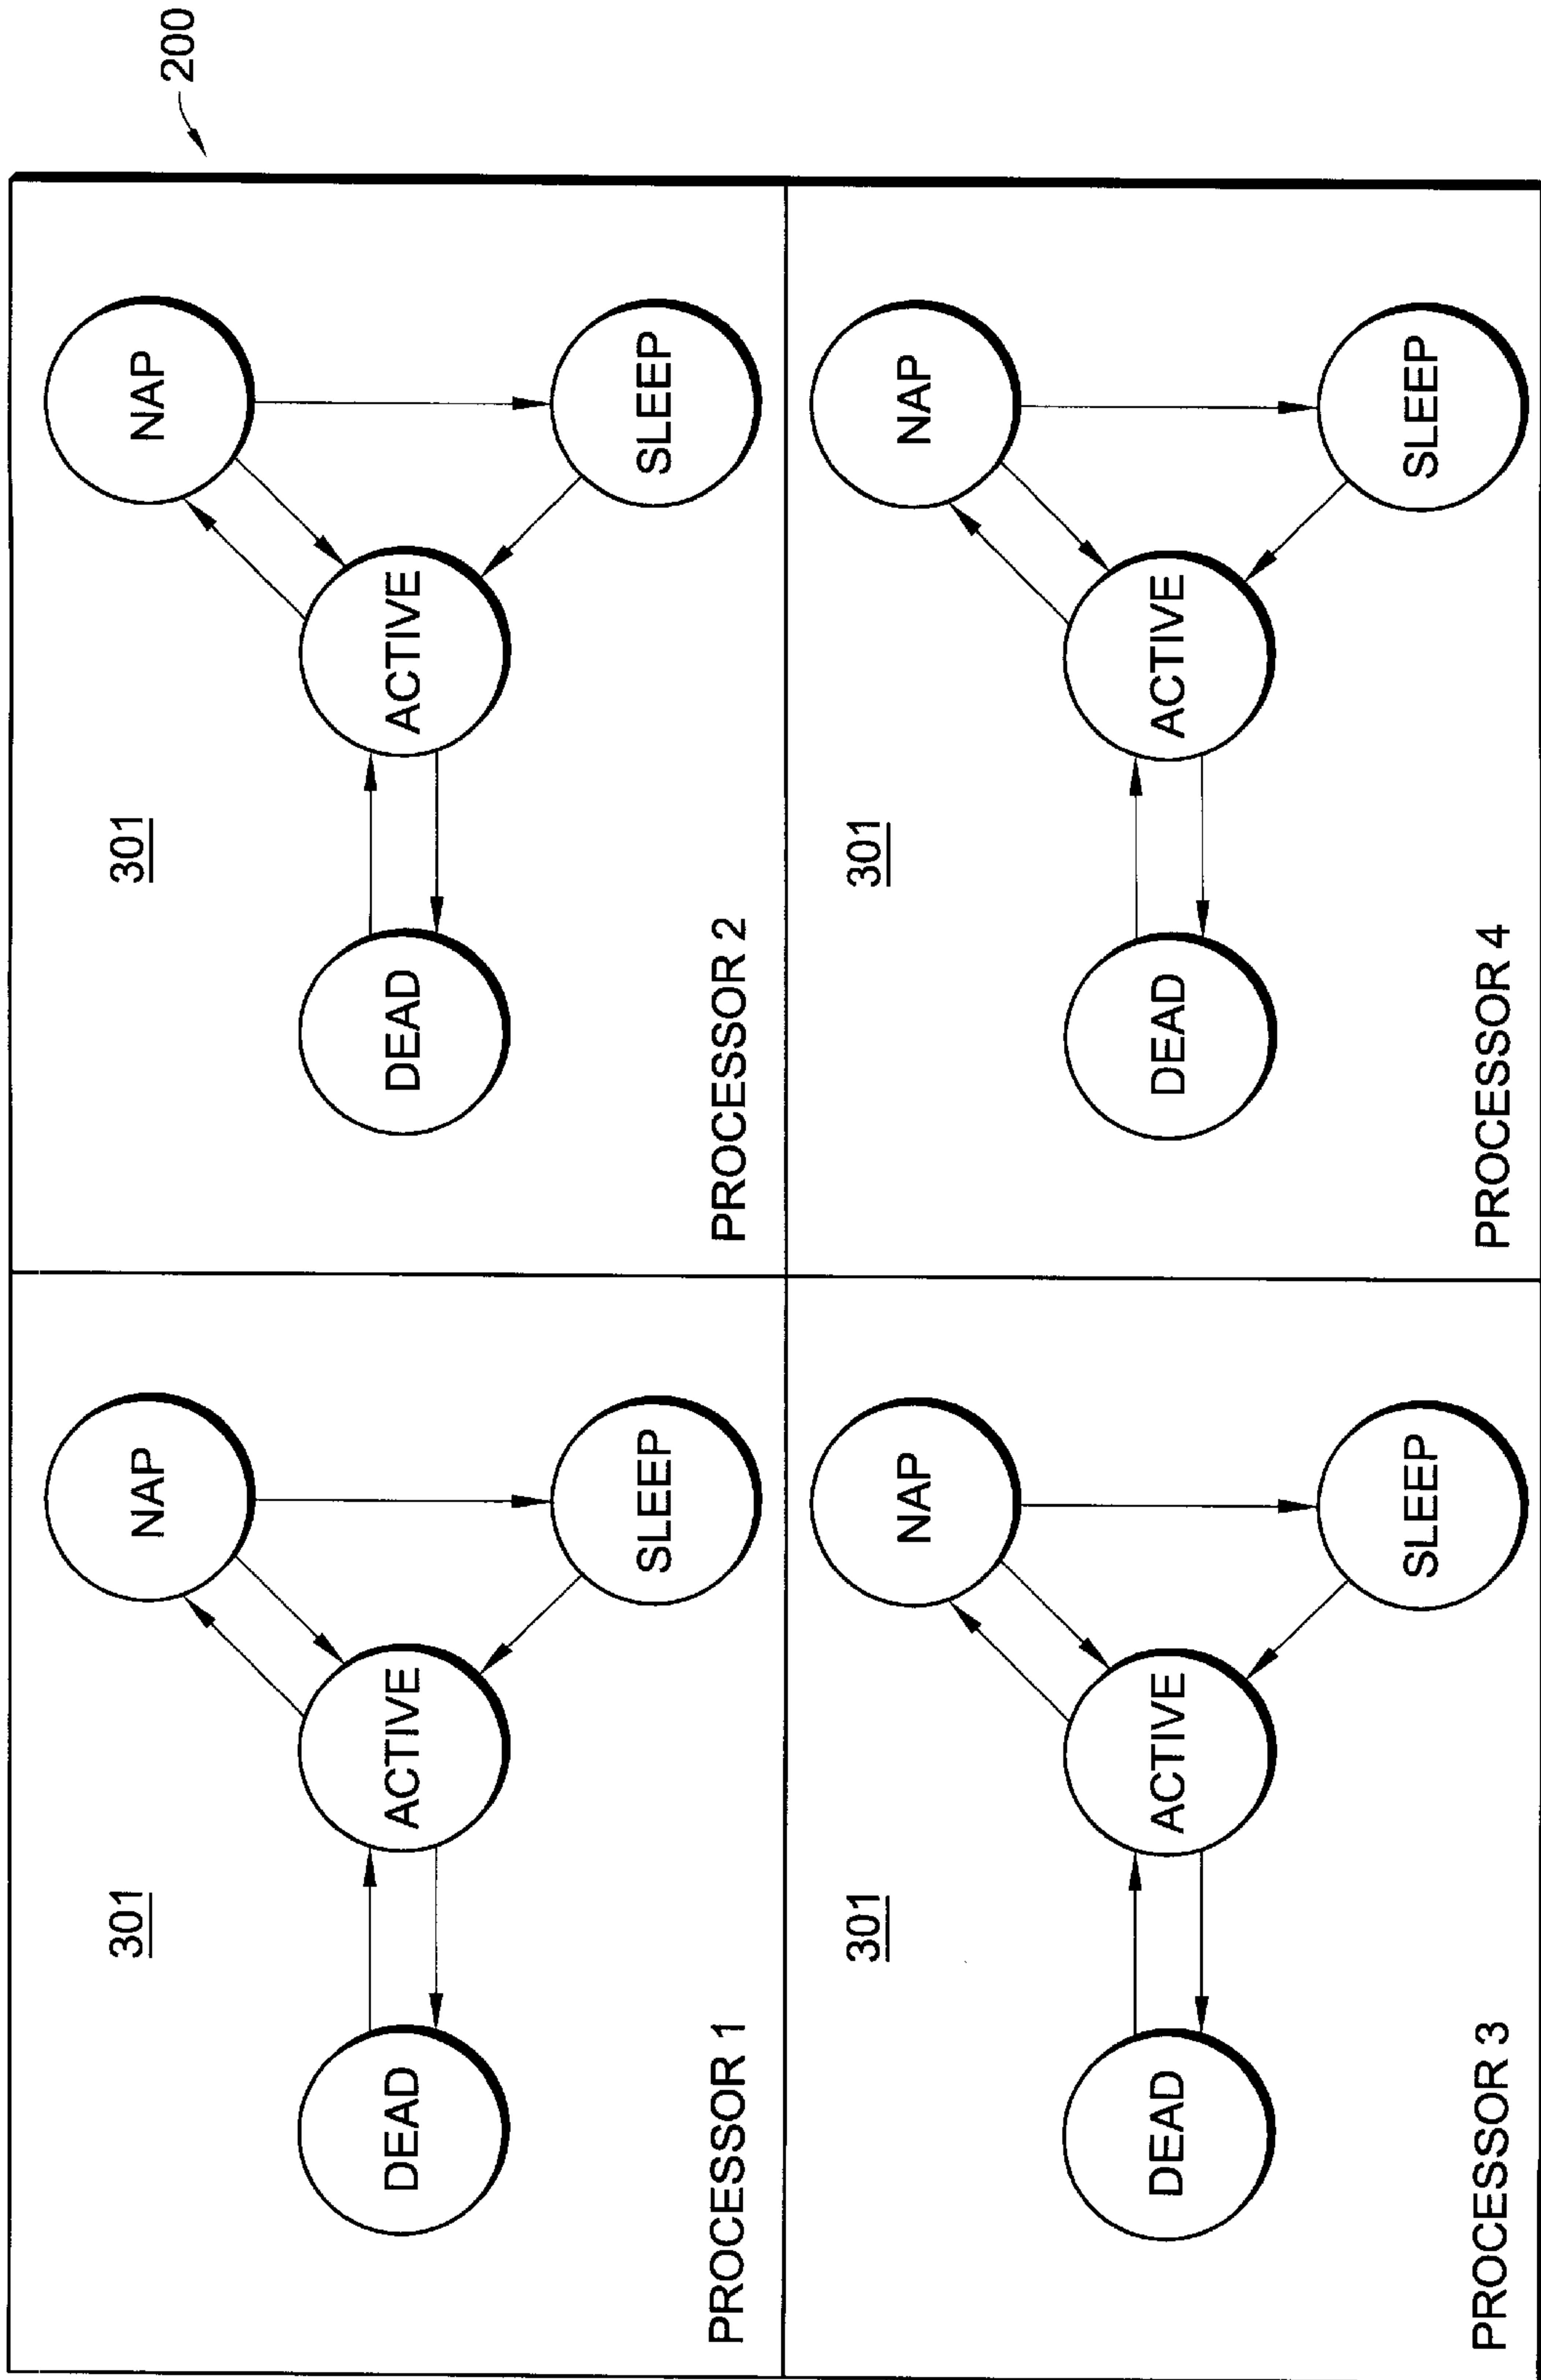 200
301
NAP
DEAD
ACTIVE
SLEEP
PROCESSOR 1
301
NAP
DEAD
ACTIVE
SLEEP
PROCESSOR 2
301
NAP
DEAD
ACTIVE
SLEEP
PROCESSOR 3
301
NAP
DEAD
ACTIVE
SLEEP
PROCESSOR 4